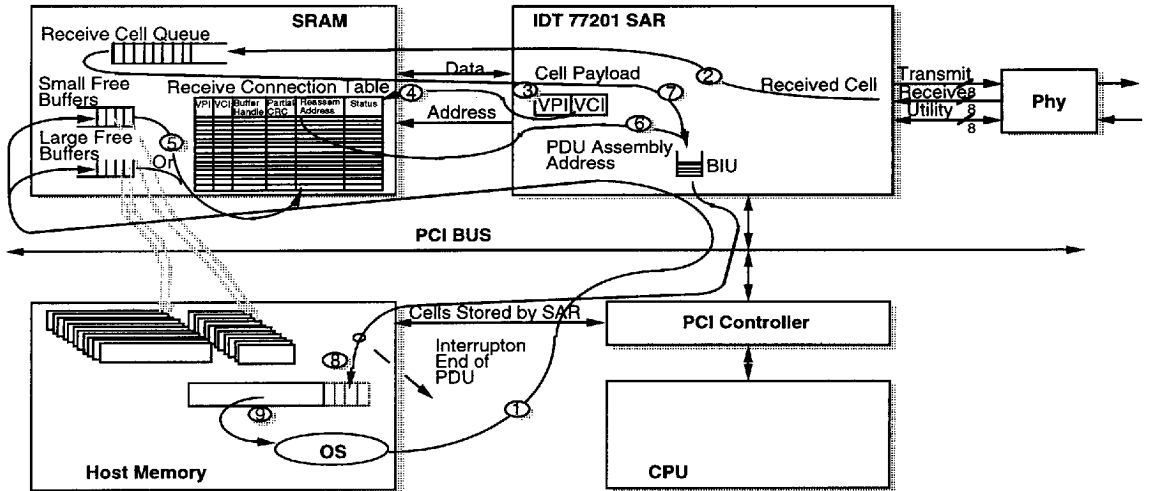 SRAM
IDT 77201 SAR
Receive Cell Queue
Data
Cell Payload
2
Received Cell
Transmit
8
Receive
8
Utility
8
Phy
Small Free
Buffers
Receive Connection Table
VPI VCI Buffer Handle Partial CRC Reassem Address Status
4
3
VPI VCI
7
Address
6
5
Large Free
Buffers
Or
PDU Assembly
Address
BIU
PCI BUS
Cells Stored by SAR
PCI Controller
8
Interrupton
End of
PDU
1
9
OS
Host Memory
CPU